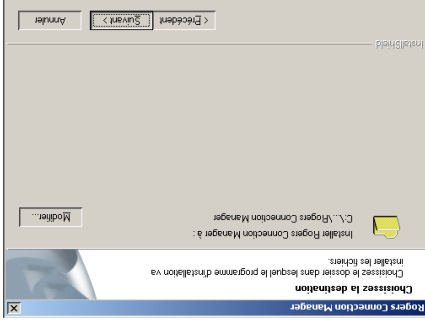 Rogers Connection Manager
Choisissez la destination
Choisissez le dossier dans lequel le programme d'installation va
installer les fichiers.
Installer Rogers Connection Manager à :
C:\...\Rogers Connection Manager
Modifier...
InstallShield
< Précédent
Suivant >
Annuler